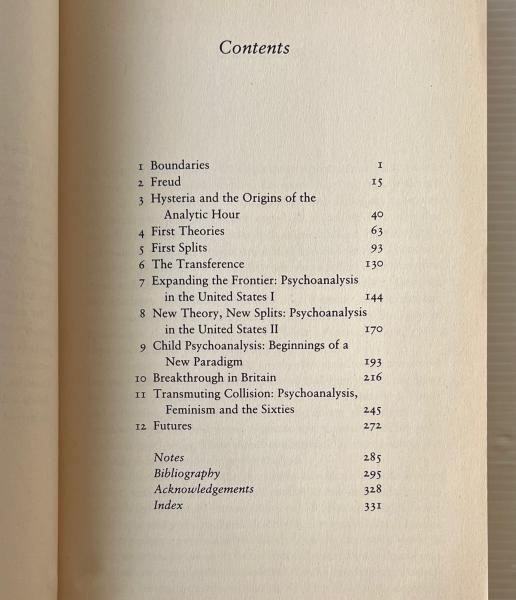 Contents
1 Boundaries 1
2 Freud 15
3 Hysteria and the Origins of the
Analytic Hour 40
4 First Theories 63
5 First Splits 93
6 The Transference 130
7 Expanding the Frontier: Psychoanalysis
in the United States I 144
8 New Theory, New Splits: Psychoanalysis
in the United States II 170
9 Child Psychoanalysis: Beginnings of a
New Paradigm 193
10 Breakthrough in Britain 216
11 Transmuting Collision: Psychoanalysis,
Feminism and the Sixties 245
12 Futures 272
Notes 285
Bibliography 295
Acknowledgements 328
Index 331